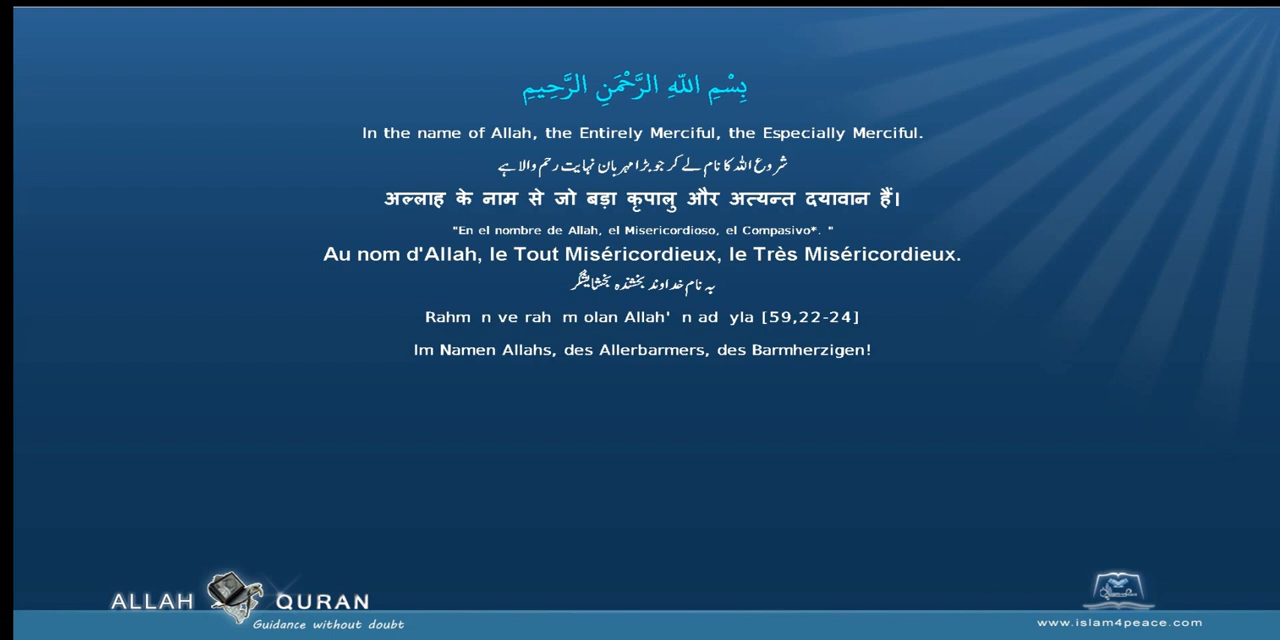 بِسْمِ اللّهِ الرَّحْمَنِ الرَّحِيمِ
In the name of Allah, the Entirely Merciful, the Especially Merciful.
شروع الله کا نام لے کر جو بڑا مہربان نہایت رحم والا ہے
अल्लाह के नाम से जो बड़ा कृपालु और अत्यन्त दयावान हैं।
"En el nombre de Allah, el Misericordioso, el Compasivo*. "
Au nom d'Allah, le Tout Miséricordieux, le Très Miséricordieux.
به نام خداوند بخشنده بخشایشگر
Rahm n ve rah m olan Allah' n ad yla [59,22-24]
Im Namen Allahs, des Allerbarmers, des Barmherzigen!
ALLAH QURAN
Guidance without doubt
www.islam4peace.com